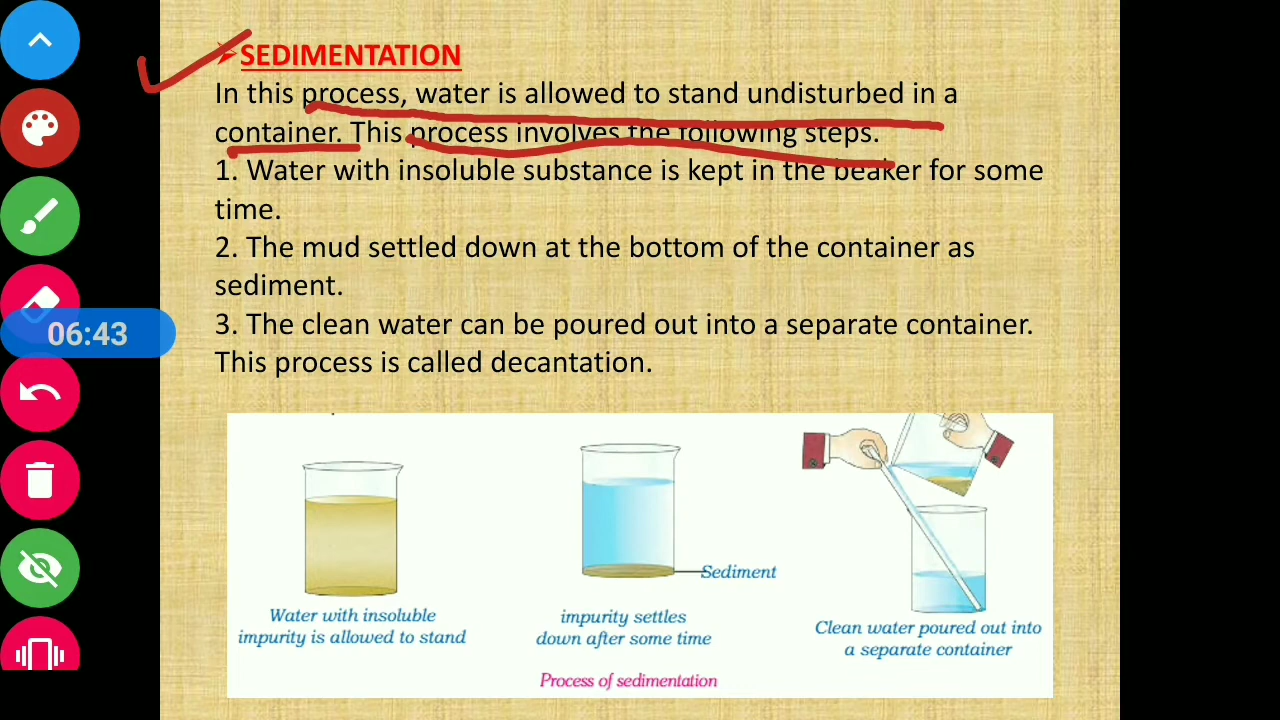 SEDIMENTATION
In this process, water is allowed to stand undisturbed in a
container. This process involves the following steps.
1. Water with insoluble substance is kept in the beaker for some
time.
2. The mud settled down at the bottom of the container as
sediment.
3. The clean water can be poured out into a separate container.
This process is called decantation.
06:43
Sediment
Water with insoluble
impurity is allowed to stand
impurity settles
down after some time
Clean water poured out into
a separate container
Process of sedimentation